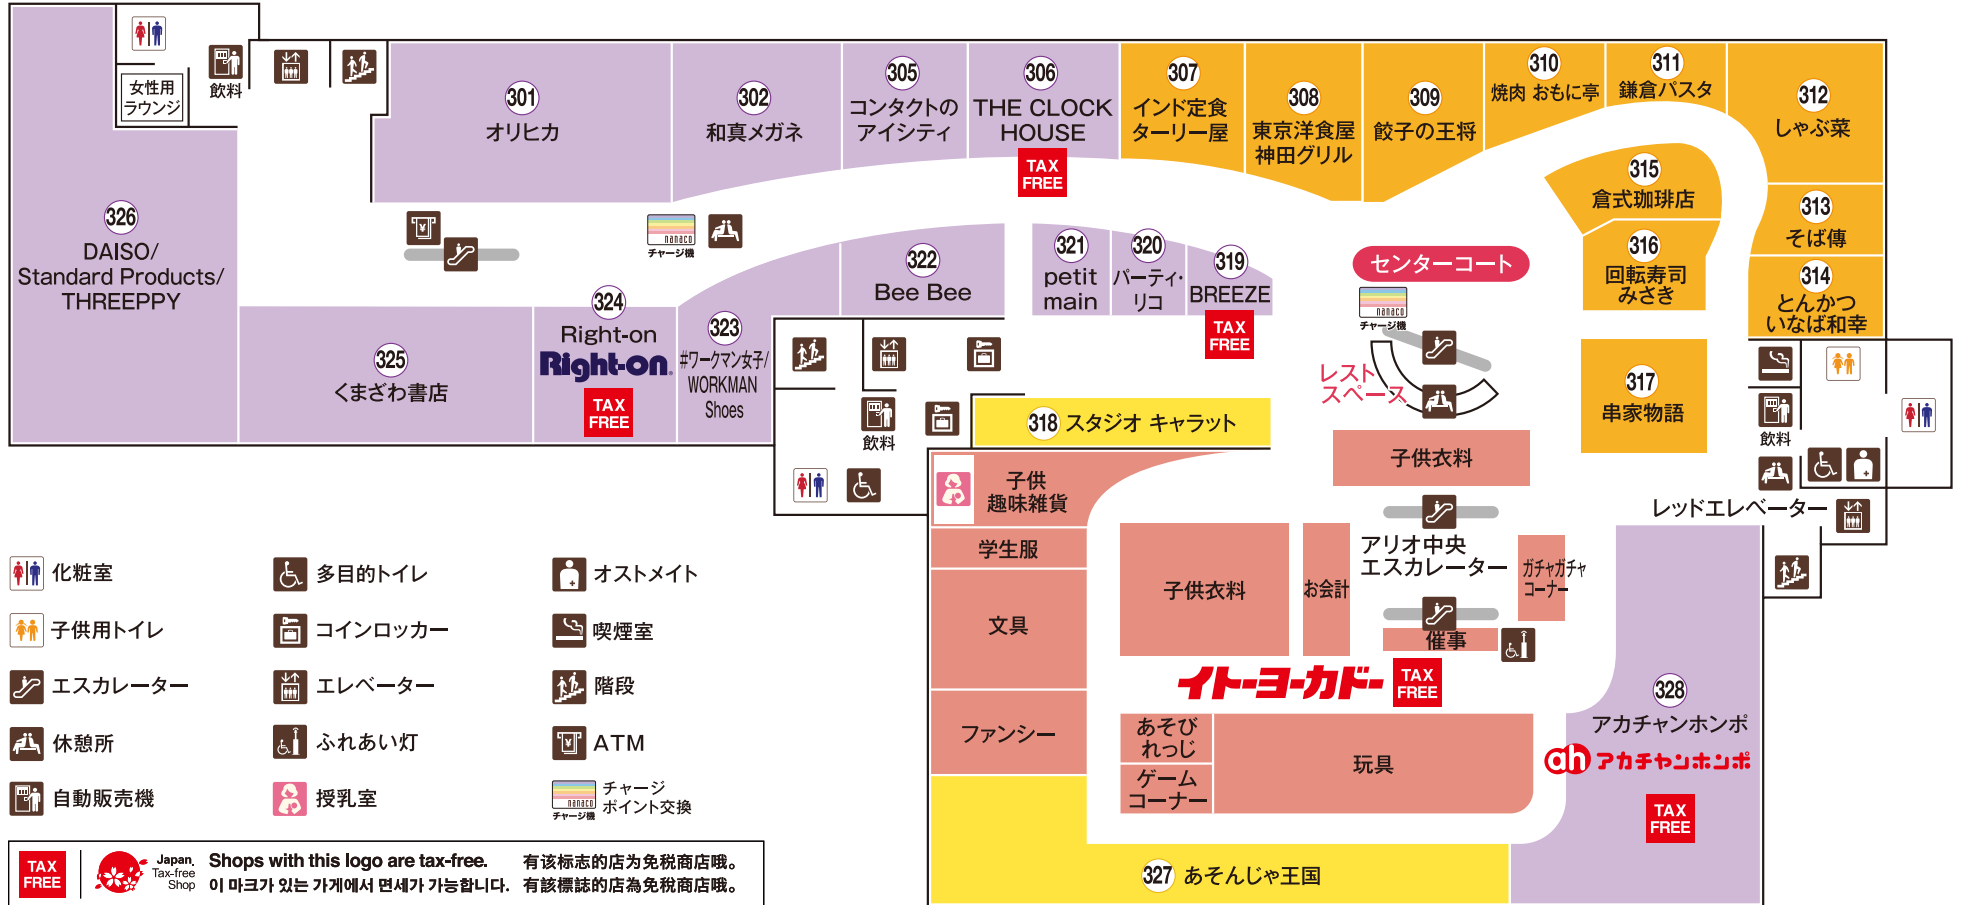 女性用
ラウンジ
飲料
301
オリヒカ
302
和真メガネ
305
コンタクトの
アイシティ
306
THE CLOCK
HOUSE
TAX
FREE
307
インド定食
ターリー屋
308
東京洋食屋
神田グリル
309
餃子の王将
310
焼肉 おもに亭
311
鎌倉パスタ
312
しゃぶ菜
313
そば傳
314
とんかつ
いなば和幸
315
倉式珈琲店
316
回転寿司
みさき
317
串家物語
326
DAISO/
Standard Products/
THREEPPY
nanaco
チャージ機
325
くまざわ書店
324
Right-on
Right-on.
TAX
FREE
323
#ワークマン女子/
WORKMAN
Shoes
322
Bee Bee
321
petit
main
320
パーティ・
リコ
319
BREEZE
TAX
FREE
センターコート
nanaco
チャージ機
レスト
スペース
飲料
318 スタジオ キャラット
飲料
レッドエレベーター
子供
趣味雑貨
学生服
文具
ファンシー
子供衣料
子供衣料
お会計
アリオ中央
エスカレーター
ガチャガチャ
コーナー
催事
イトーヨーカドー
TAX
FREE
あそび
れっじ
ゲーム
コーナー
玩具
328
アカチャンホンポ
ah アカチャンホンポ
TAX
FREE
327 あそんじゃ王国
化粧室
子供用トイレ
エスカレーター
休憩所
自動販売機
多目的トイレ
コインロッカー
エレベーター
ふれあい灯
授乳室
オストメイト
喫煙室
階段
ATM
nanaco
チャージ機
チャージ
ポイント交換
TAX
FREE
Japan.
Tax-free
Shop
Shops with this logo are tax-free.
이 마크가 있는 가게에서 면세가 가능합니다.
有该标志的店为免税商店哦。
有該標誌的店為免稅商店哦。